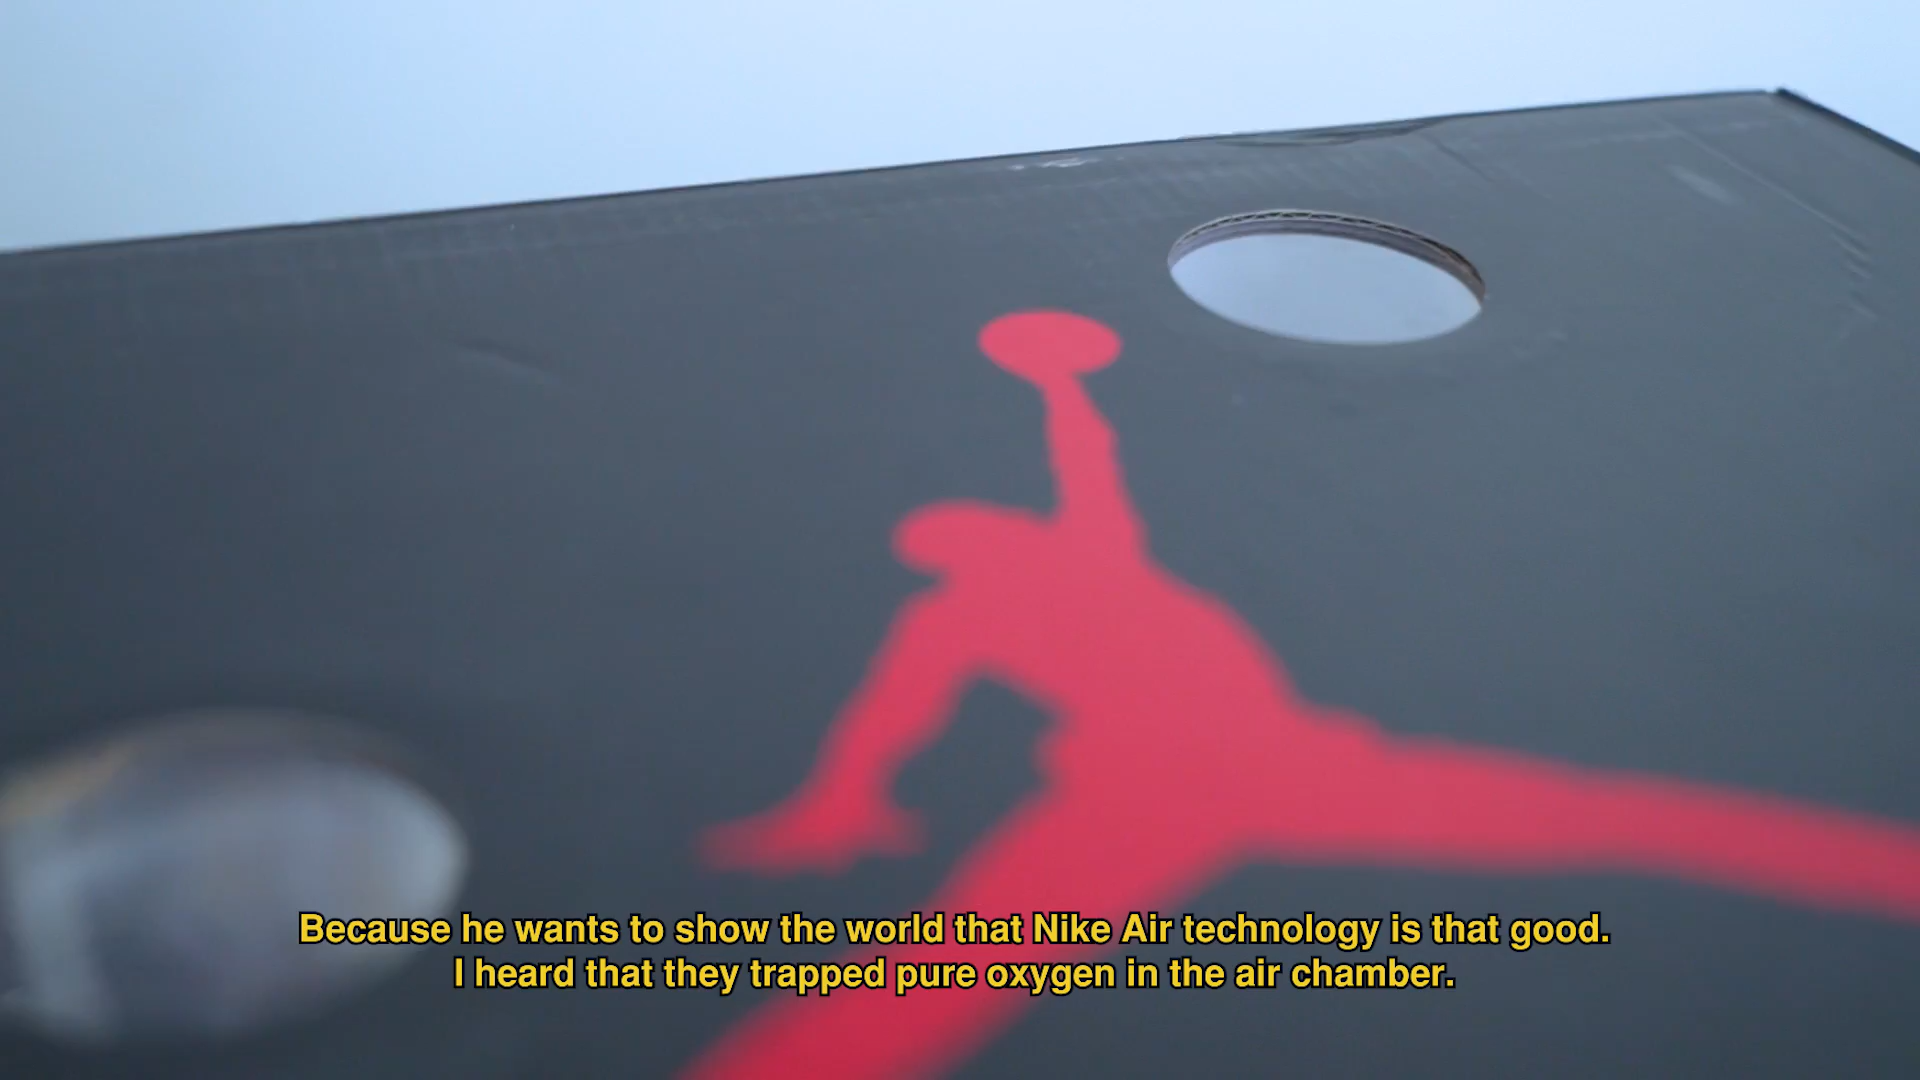 Because he wants to show the world that Nike Air technology is that good.
I heard that they trapped pure oxygen in the air chamber.